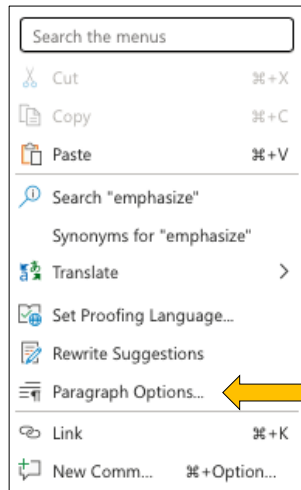 Search the menus
Cut ⌘+X
Copy ⌘+C
Paste ⌘+V
Search "emphasize"
Synonyms for "emphasize"
Translate
Set Proofing Language...
Rewrite Suggestions
Paragraph Options...
Link ⌘+K
New Comm... ⌘+Option...